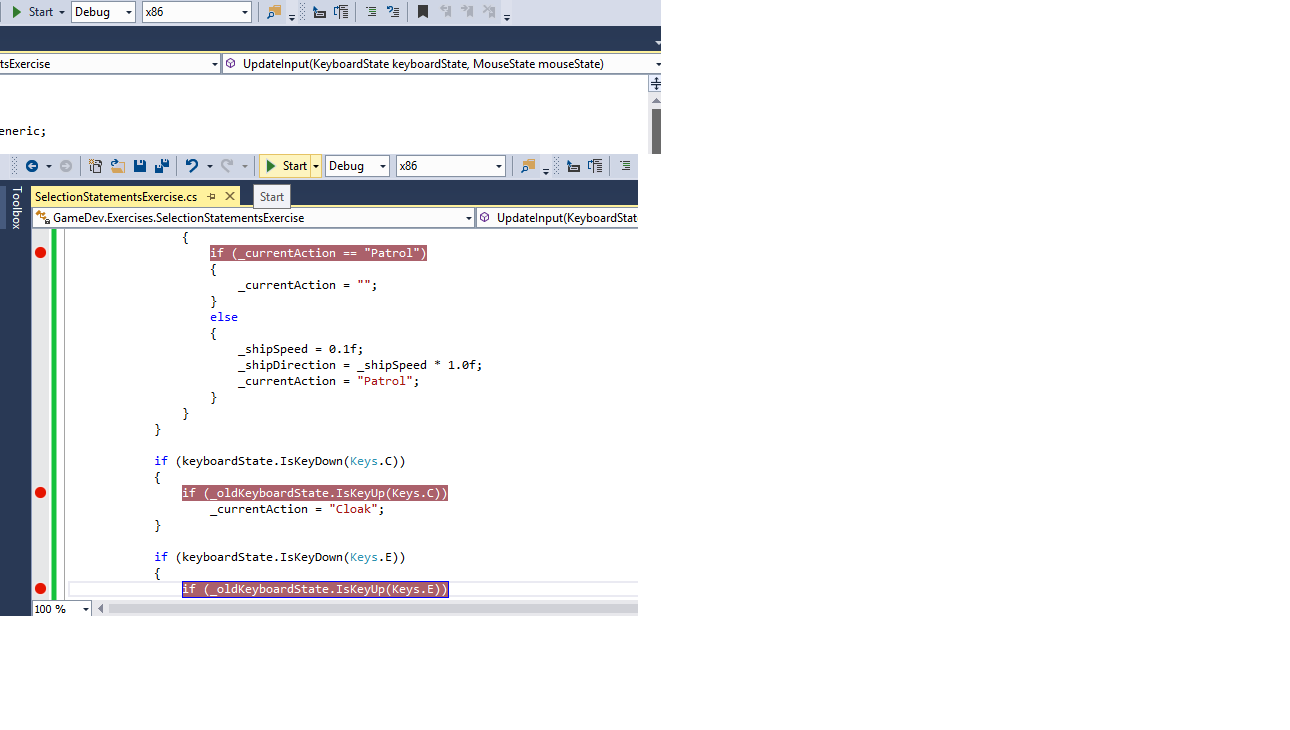 Start Debug x86
tsExercise UpdateInput(KeyboardState keyboardState, MouseState mouseState)
eneric;
Start Debug x86
Toolbox
SelectionStatementsExercise.cs Start
GameDev.Exercises.SelectionStatementsExercise UpdateInput(KeyboardStat
{
if (_currentAction == "Patrol")
{
_currentAction = "";
}
else
{
_shipSpeed = 0.1f;
_shipDirection = _shipSpeed * 1.0f;
_currentAction = "Patrol";
}
}
}
if (keyboardState.IsKeyDown(Keys.C))
{
if (_oldKeyboardState.IsKeyUp(Keys.C))
_currentAction = "Cloak";
}
if (keyboardState.IsKeyDown(Keys.E))
{
if (_oldKeyboardState.IsKeyUp(Keys.E))
100 %